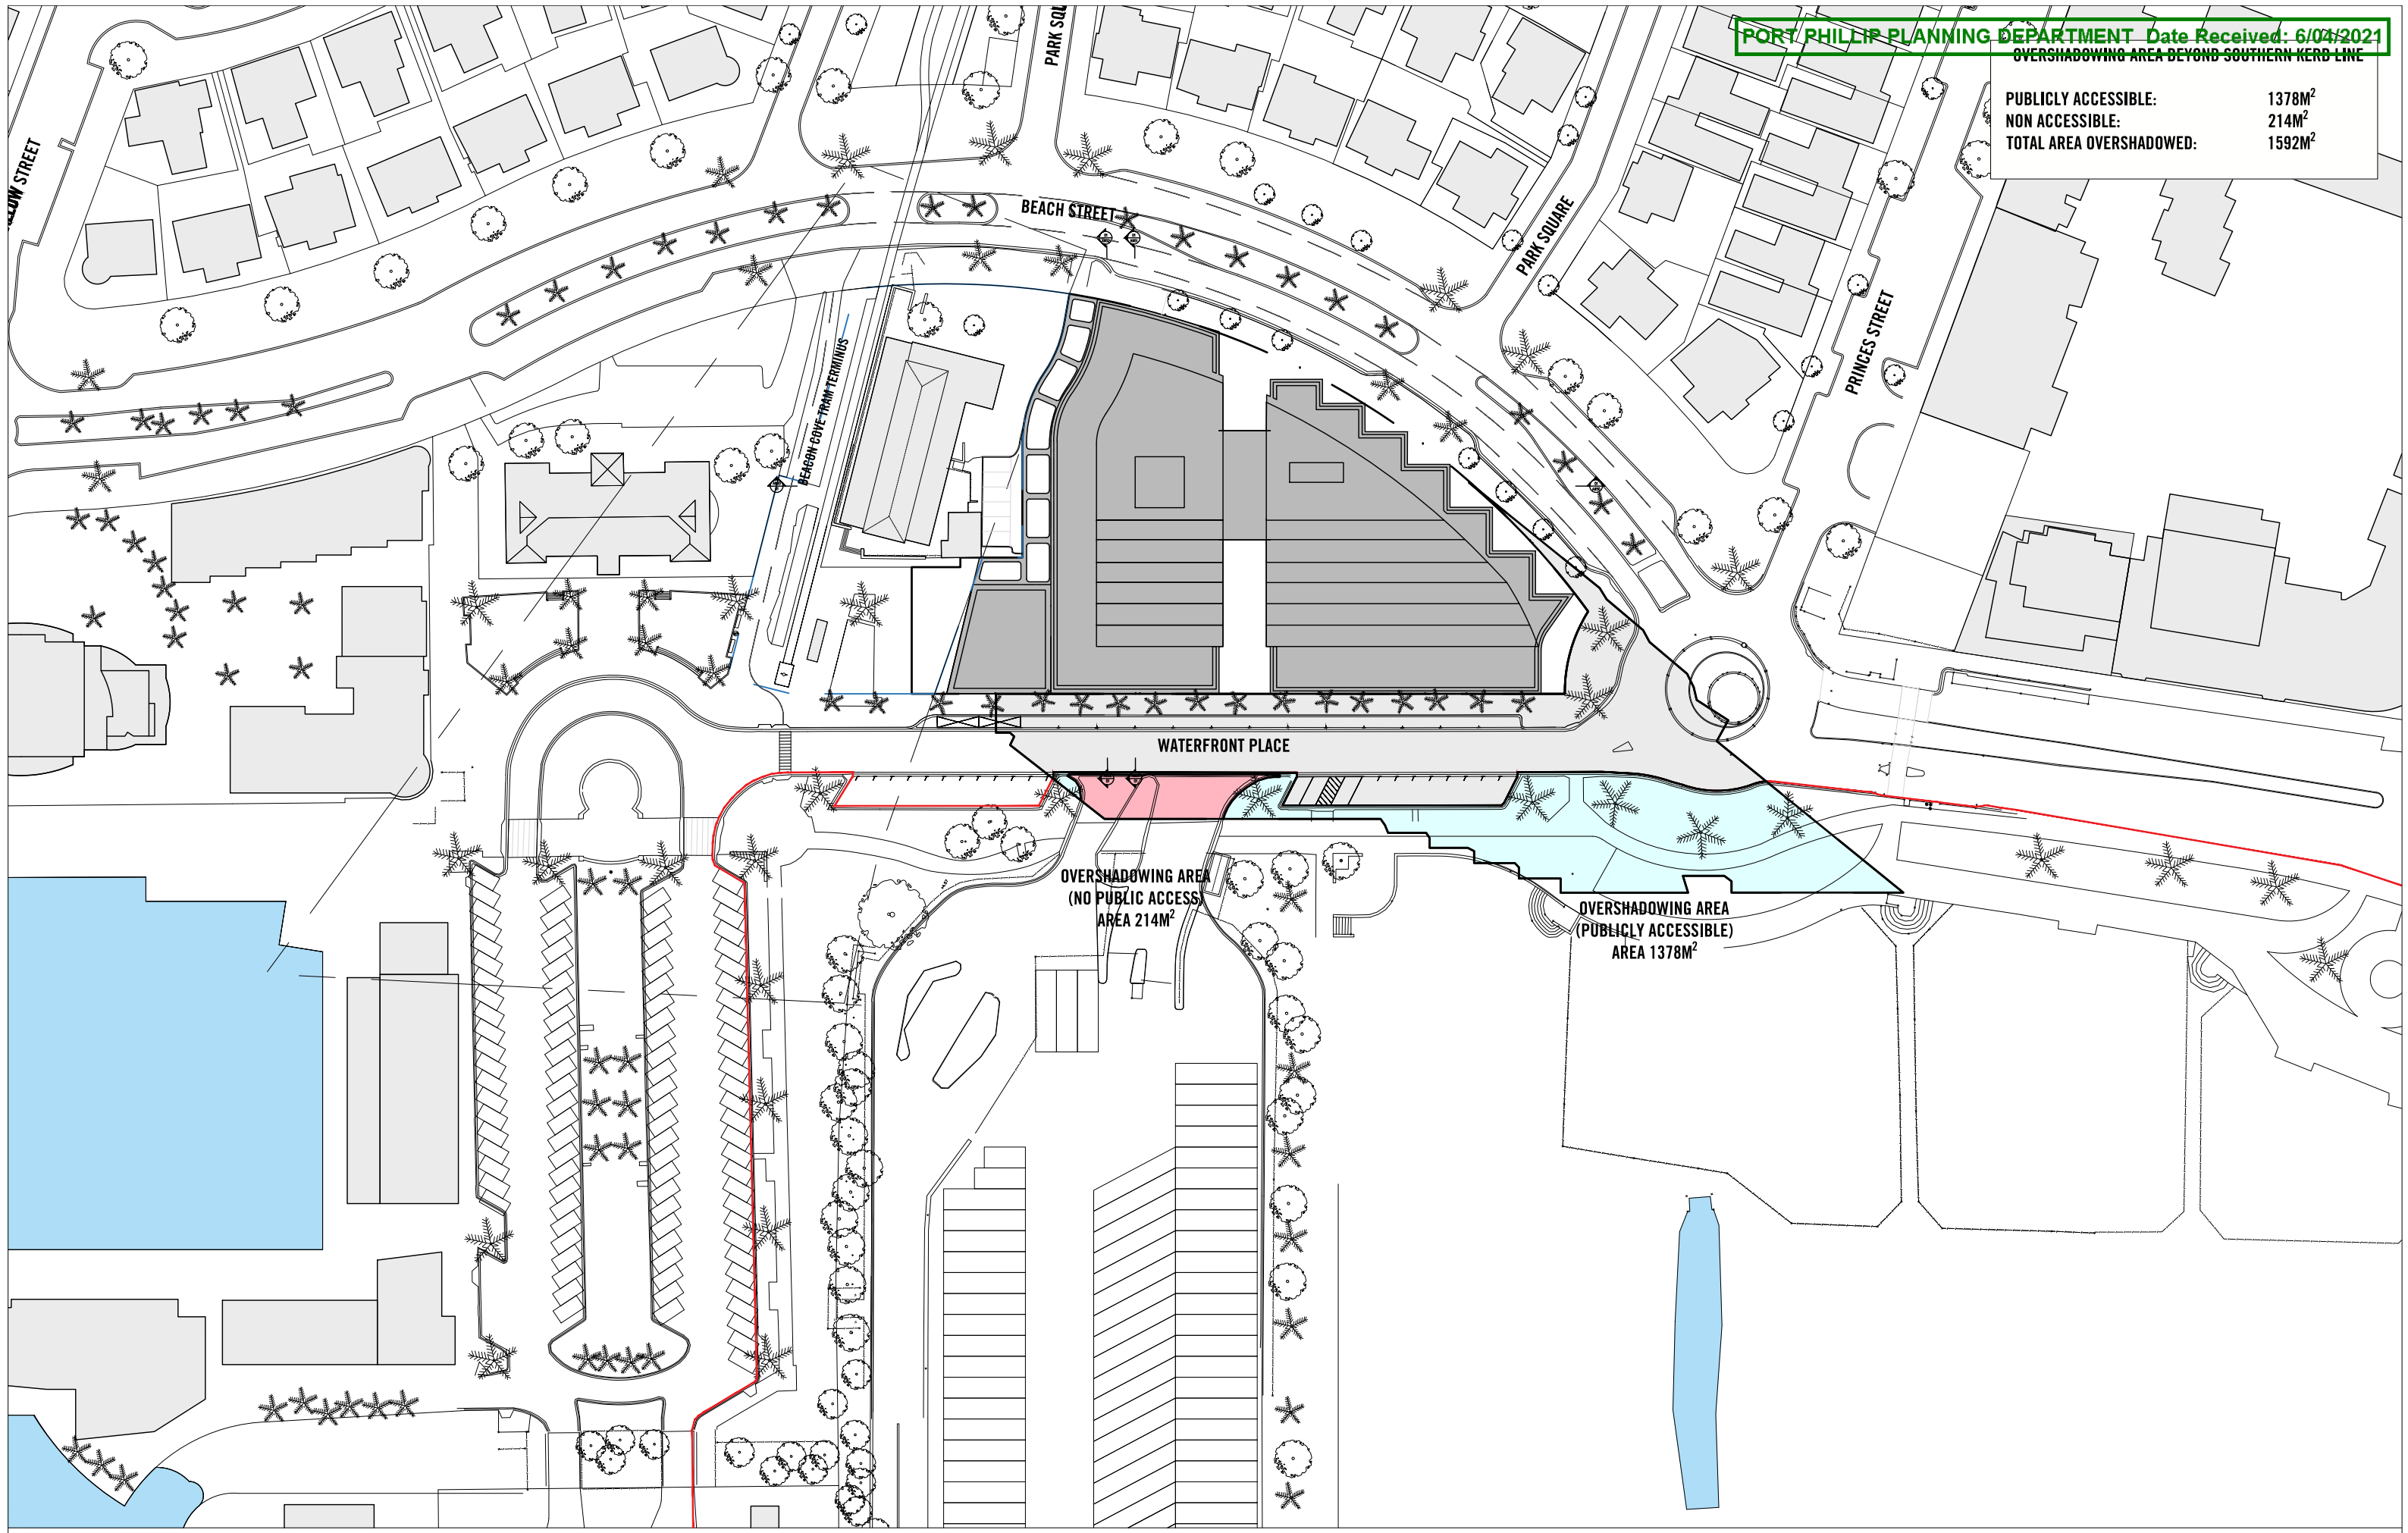 PORT PHILLIP PLANNING DEPARTMENT Date Received: 6/04/2021
OVERSHADOWING AREA BEYOND SOUTHERN KERB LINE
PUBLICLY ACCESSIBLE: 1378M²
NON ACCESSIBLE: 214M²
TOTAL AREA OVERSHADOWED: 1592M²
PARK SQU
STREET
BEACH STREET
PARK SQUARE
PRINCES STREET
BEACON COVE TRAM TERMINUS
WATERFRONT PLACE
OVERSHADOWING AREA
(NO PUBLIC ACCESS)
AREA 214M²
OVERSHADOWING AREA
(PUBLICLY ACCESSIBLE)
AREA 1378M²